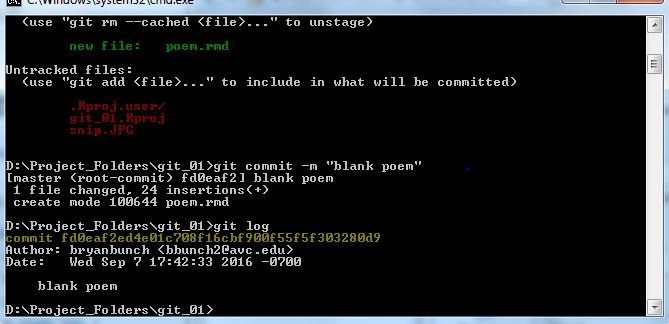 C:\Windows\system32\cmd.exe
(use "git rm --cached <file>..." to unstage)
new file:   poem.rmd
Untracked files:
(use "git add <file>..." to include in what will be committed)
.Rproj.user/
git_01.Rproj
snip.JPG
D:\Project_Folders\git_01>git commit -m "blank poem"
[master (root-commit) fd0eaf2] blank poem
1 file changed, 24 insertions(+)
create mode 100644 poem.rmd
D:\Project_Folders\git_01>git log
commit fd0eaf2ed4e01c708f16cbf900f55f5f303280d9
Author: bryanbunch <bbunch2@avc.edu>
Date:   Wed Sep 7 17:42:33 2016 -0700
blank poem
D:\Project_Folders\git_01>